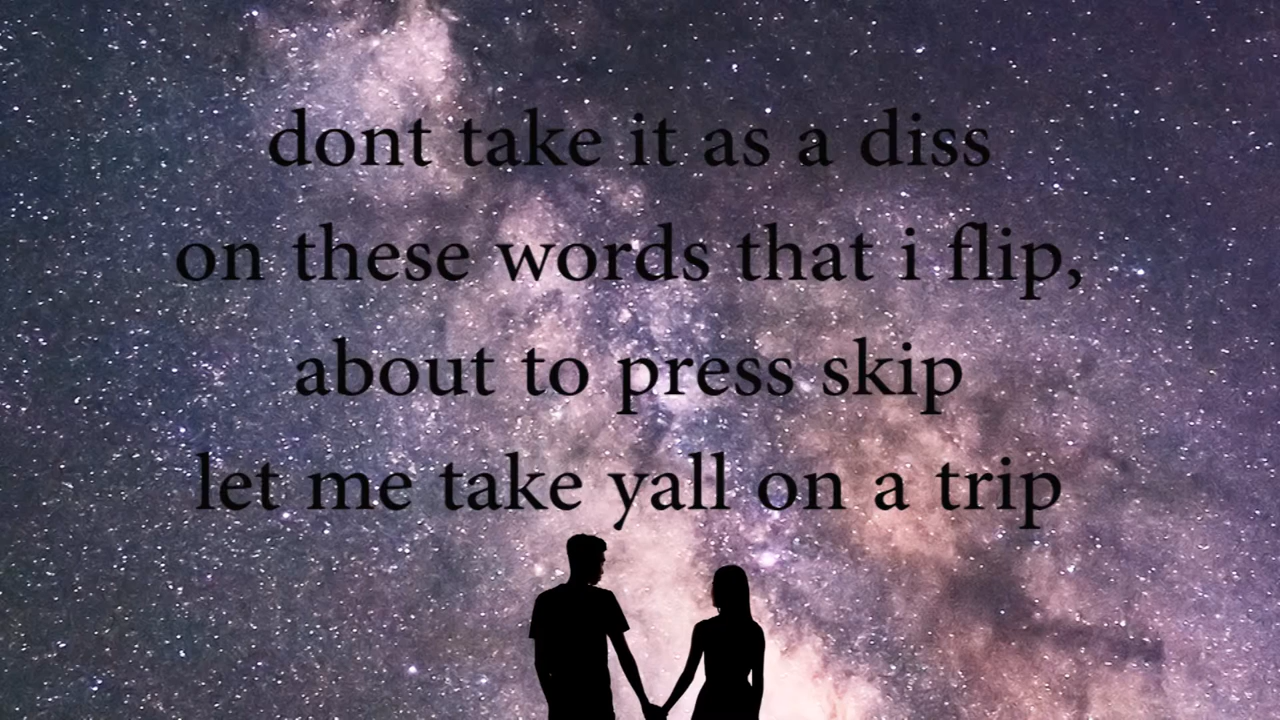 dont take it as a diss
on these words that i flip,
about to press skip
let me take yall on a trip